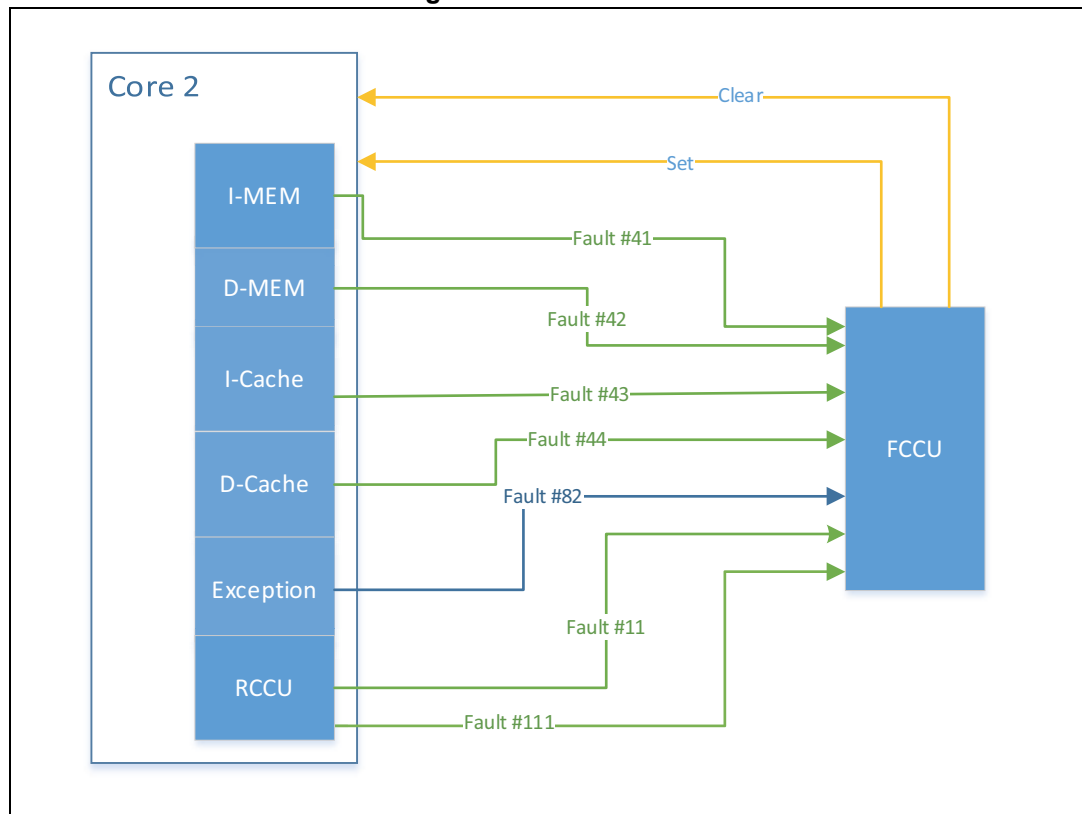 Core 2
Clear
Set
I-MEM
Fault #41
D-MEM
Fault #42
I-Cache
Fault #43
Fault #44
D-Cache
FCCU
Fault #82
Exception
Fault #11
RCCU
Fault #111